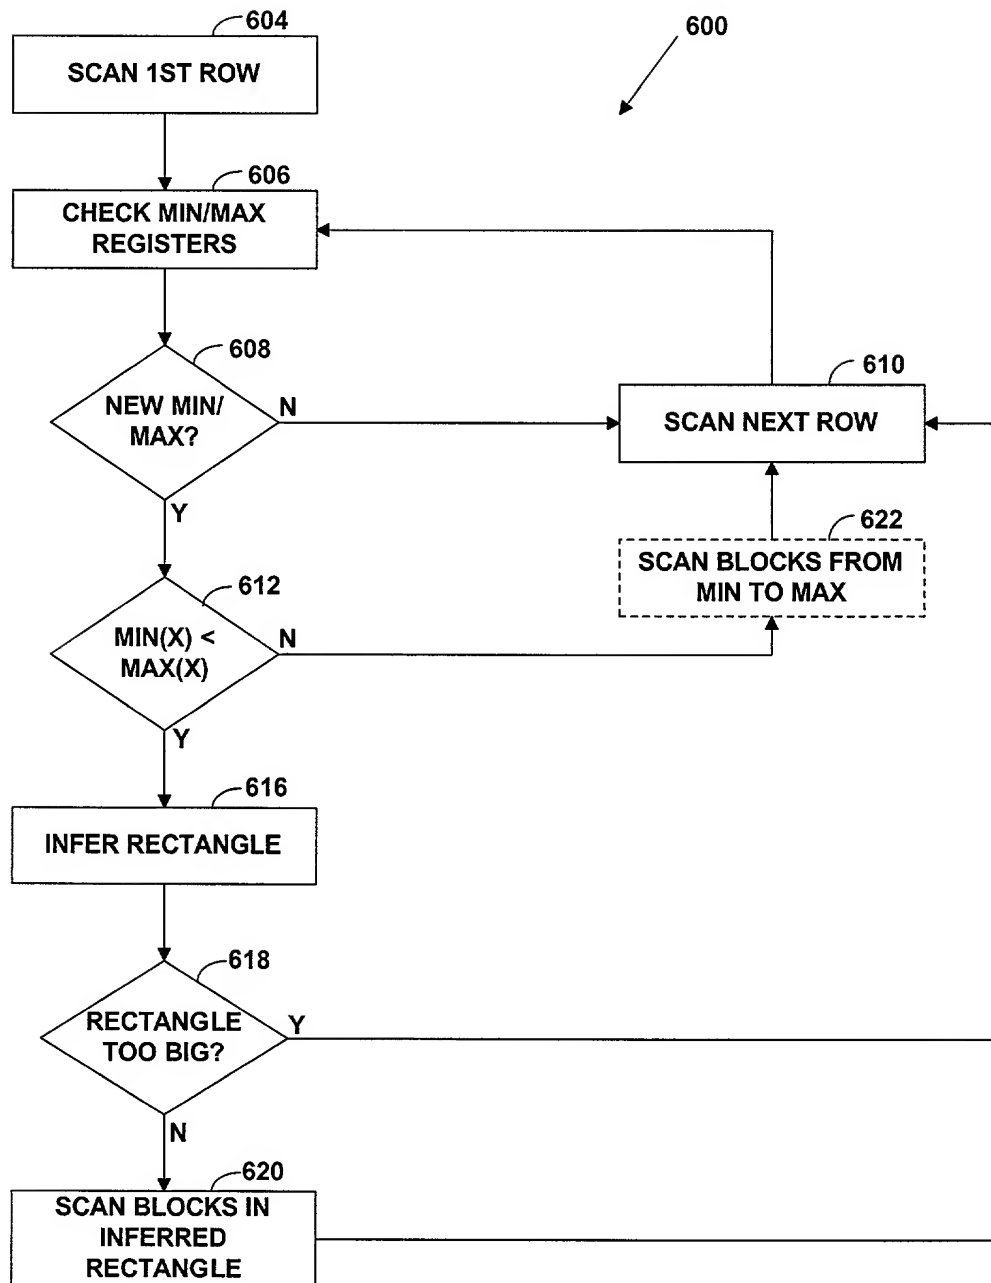 604
600
SCAN 1ST ROW
606
CHECK MIN/MAX
REGISTERS
608
NEW MIN/
MAX?
N
Y
610
SCAN NEXT ROW
622
SCAN BLOCKS FROM
MIN TO MAX
612
MIN(X) <
MAX(X)
N
Y
616
INFER RECTANGLE
618
RECTANGLE
TOO BIG?
Y
N
620
SCAN BLOCKS IN
INFERRED
RECTANGLE